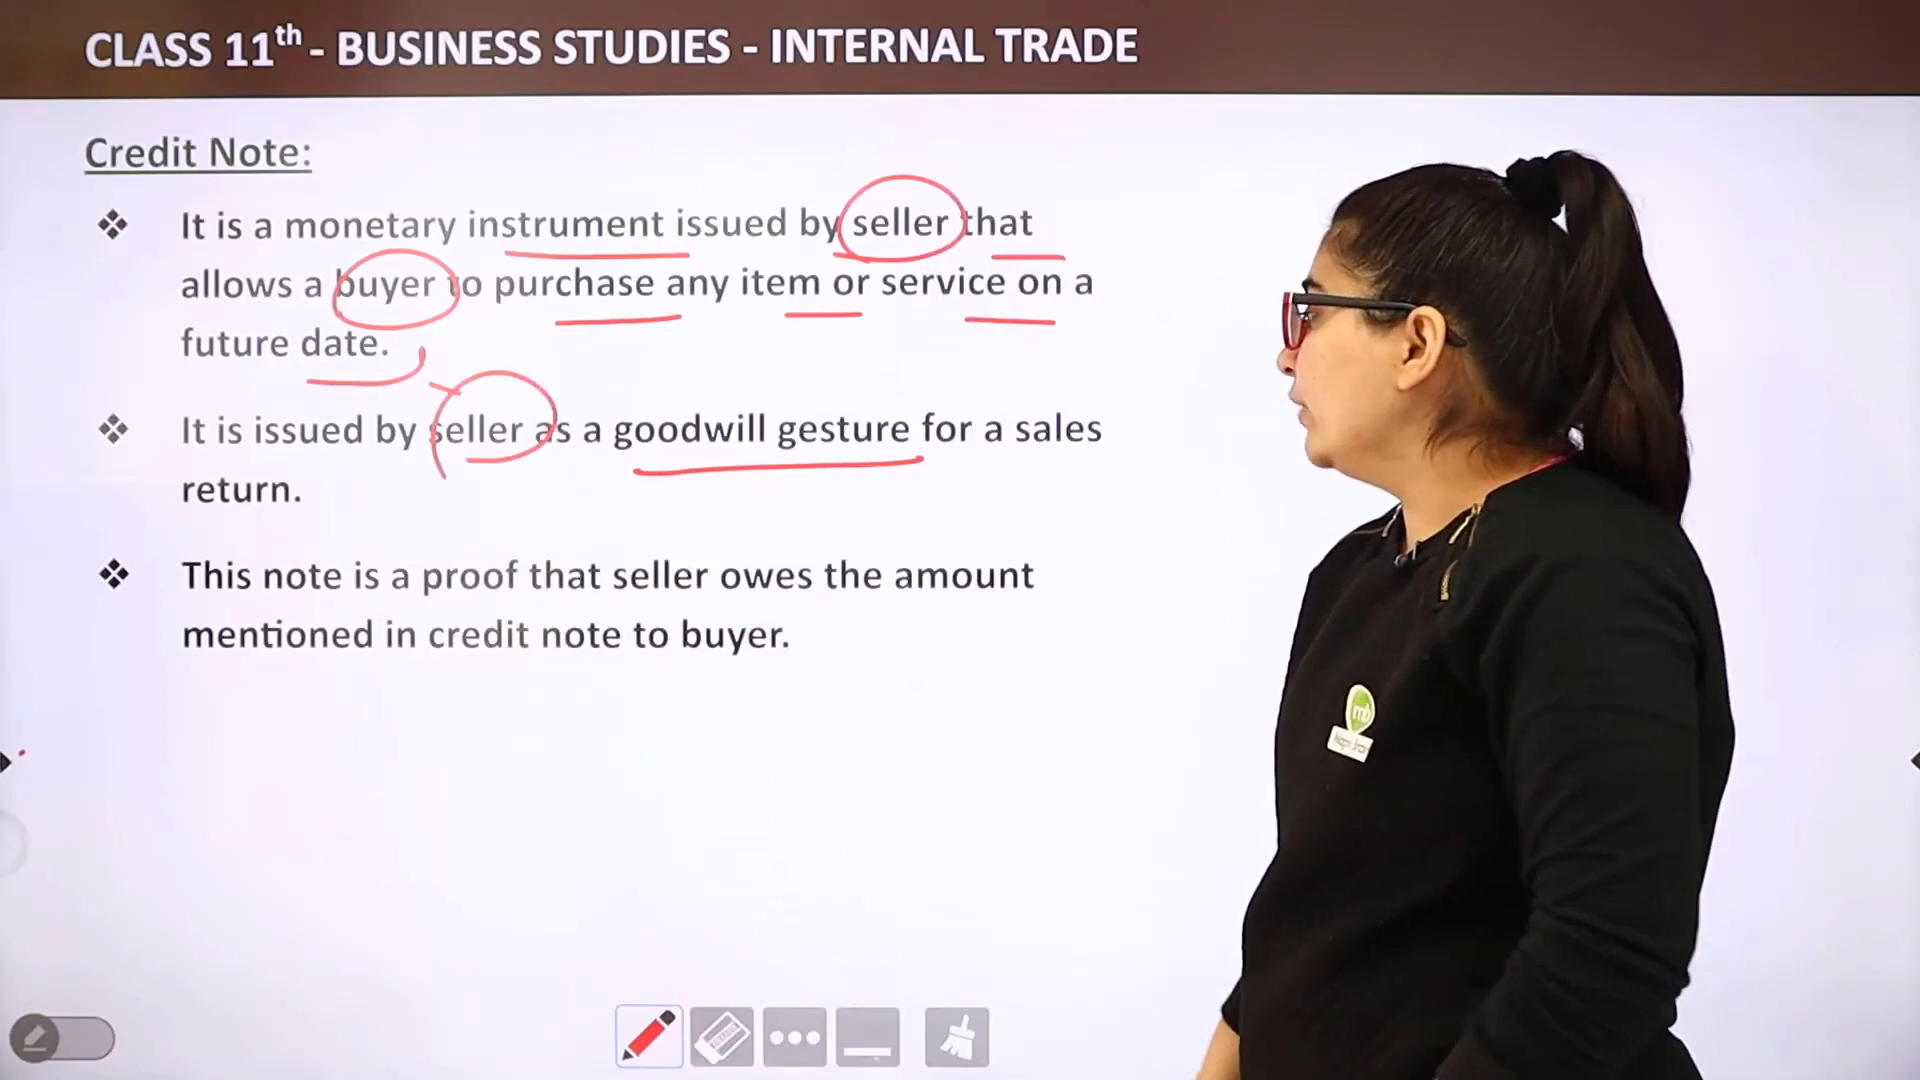 CLASS 11th - BUSINESS STUDIES - INTERNAL TRADE
Credit Note:
❖ It is a monetary instrument issued by seller that
allows a buyer to purchase any item or service on a
future date.
❖ It is issued by seller as a goodwill gesture for a sales
return.
❖ This note is a proof that seller owes the amount
mentioned in credit note to buyer.
mb